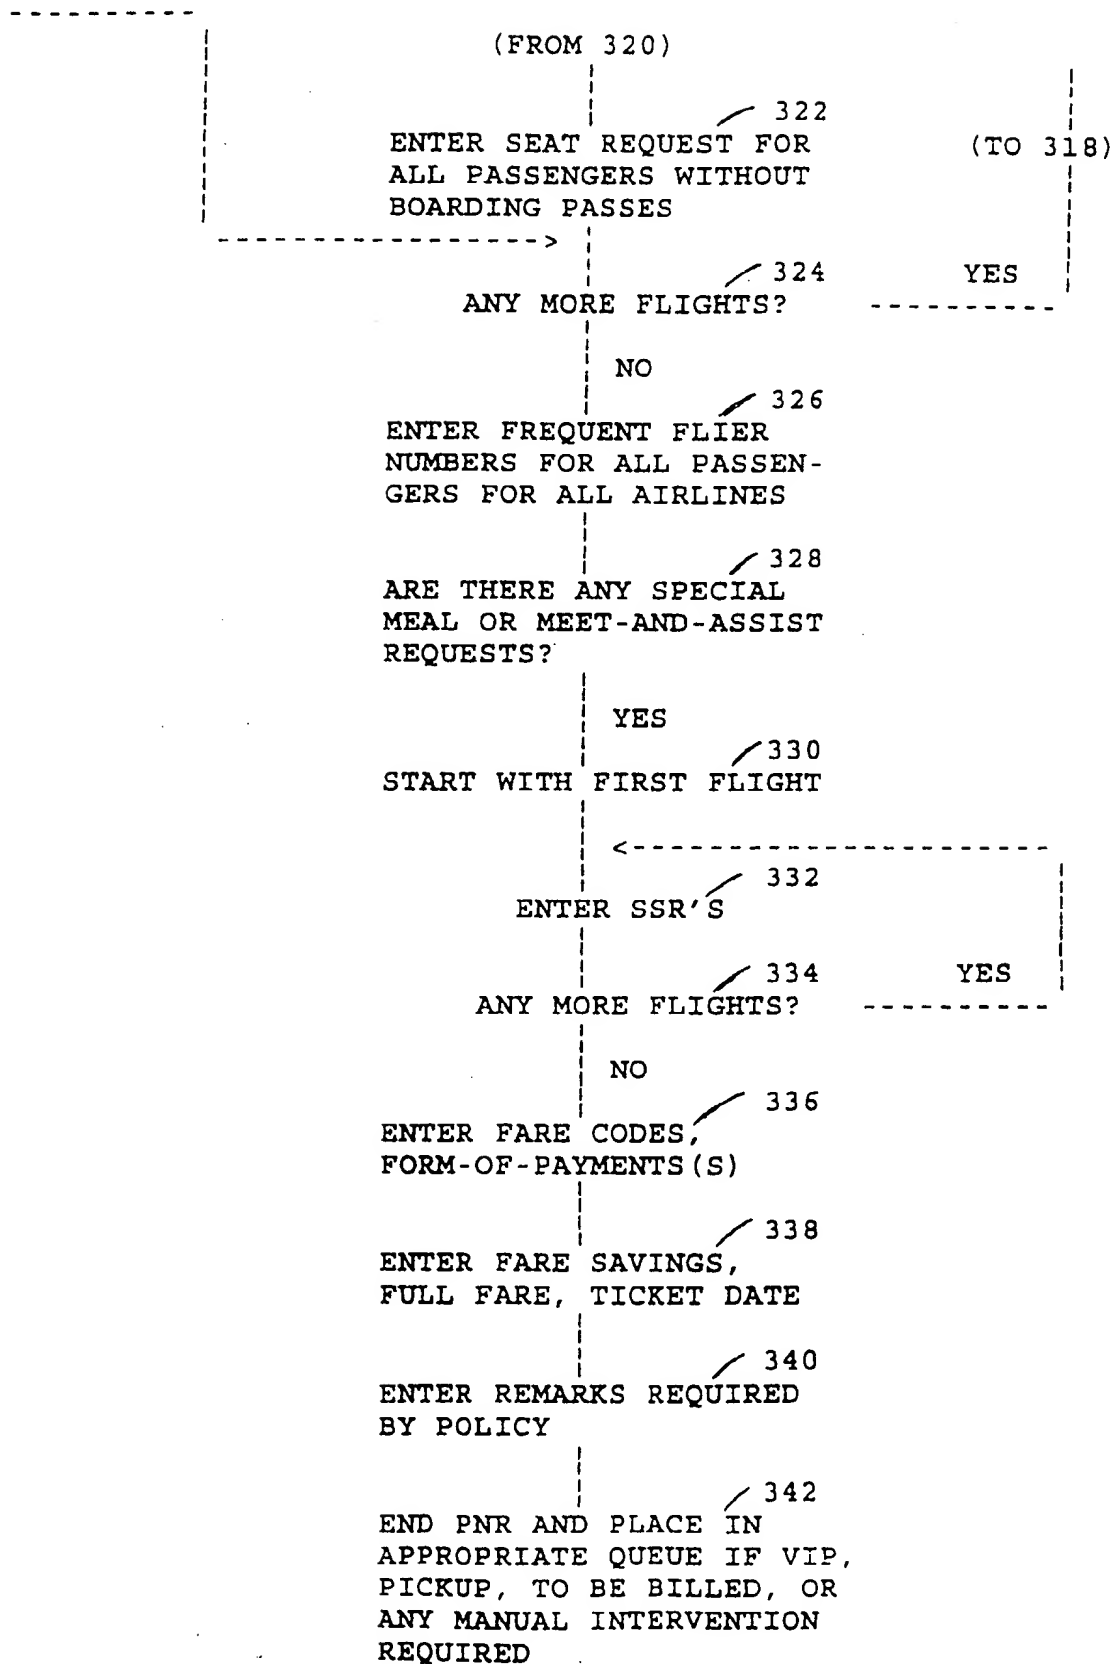 (FROM 320)
322
ENTER SEAT REQUEST FOR
ALL PASSENGERS WITHOUT
BOARDING PASSES
(TO 318)
324
YES
ANY MORE FLIGHTS?
NO
326
ENTER FREQUENT FLIER
NUMBERS FOR ALL PASSEN-
GERS FOR ALL AIRLINES
328
ARE THERE ANY SPECIAL
MEAL OR MEET-AND-ASSIST
REQUESTS?
YES
330
START WITH FIRST FLIGHT
332
ENTER SSR'S
334
YES
ANY MORE FLIGHTS?
NO
336
ENTER FARE CODES,
FORM-OF-PAYMENTS(S)
338
ENTER FARE SAVINGS,
FULL FARE, TICKET DATE
340
ENTER REMARKS REQUIRED
BY POLICY
342
END PNR AND PLACE IN
APPROPRIATE QUEUE IF VIP,
PICKUP, TO BE BILLED, OR
ANY MANUAL INTERVENTION
REQUIRED